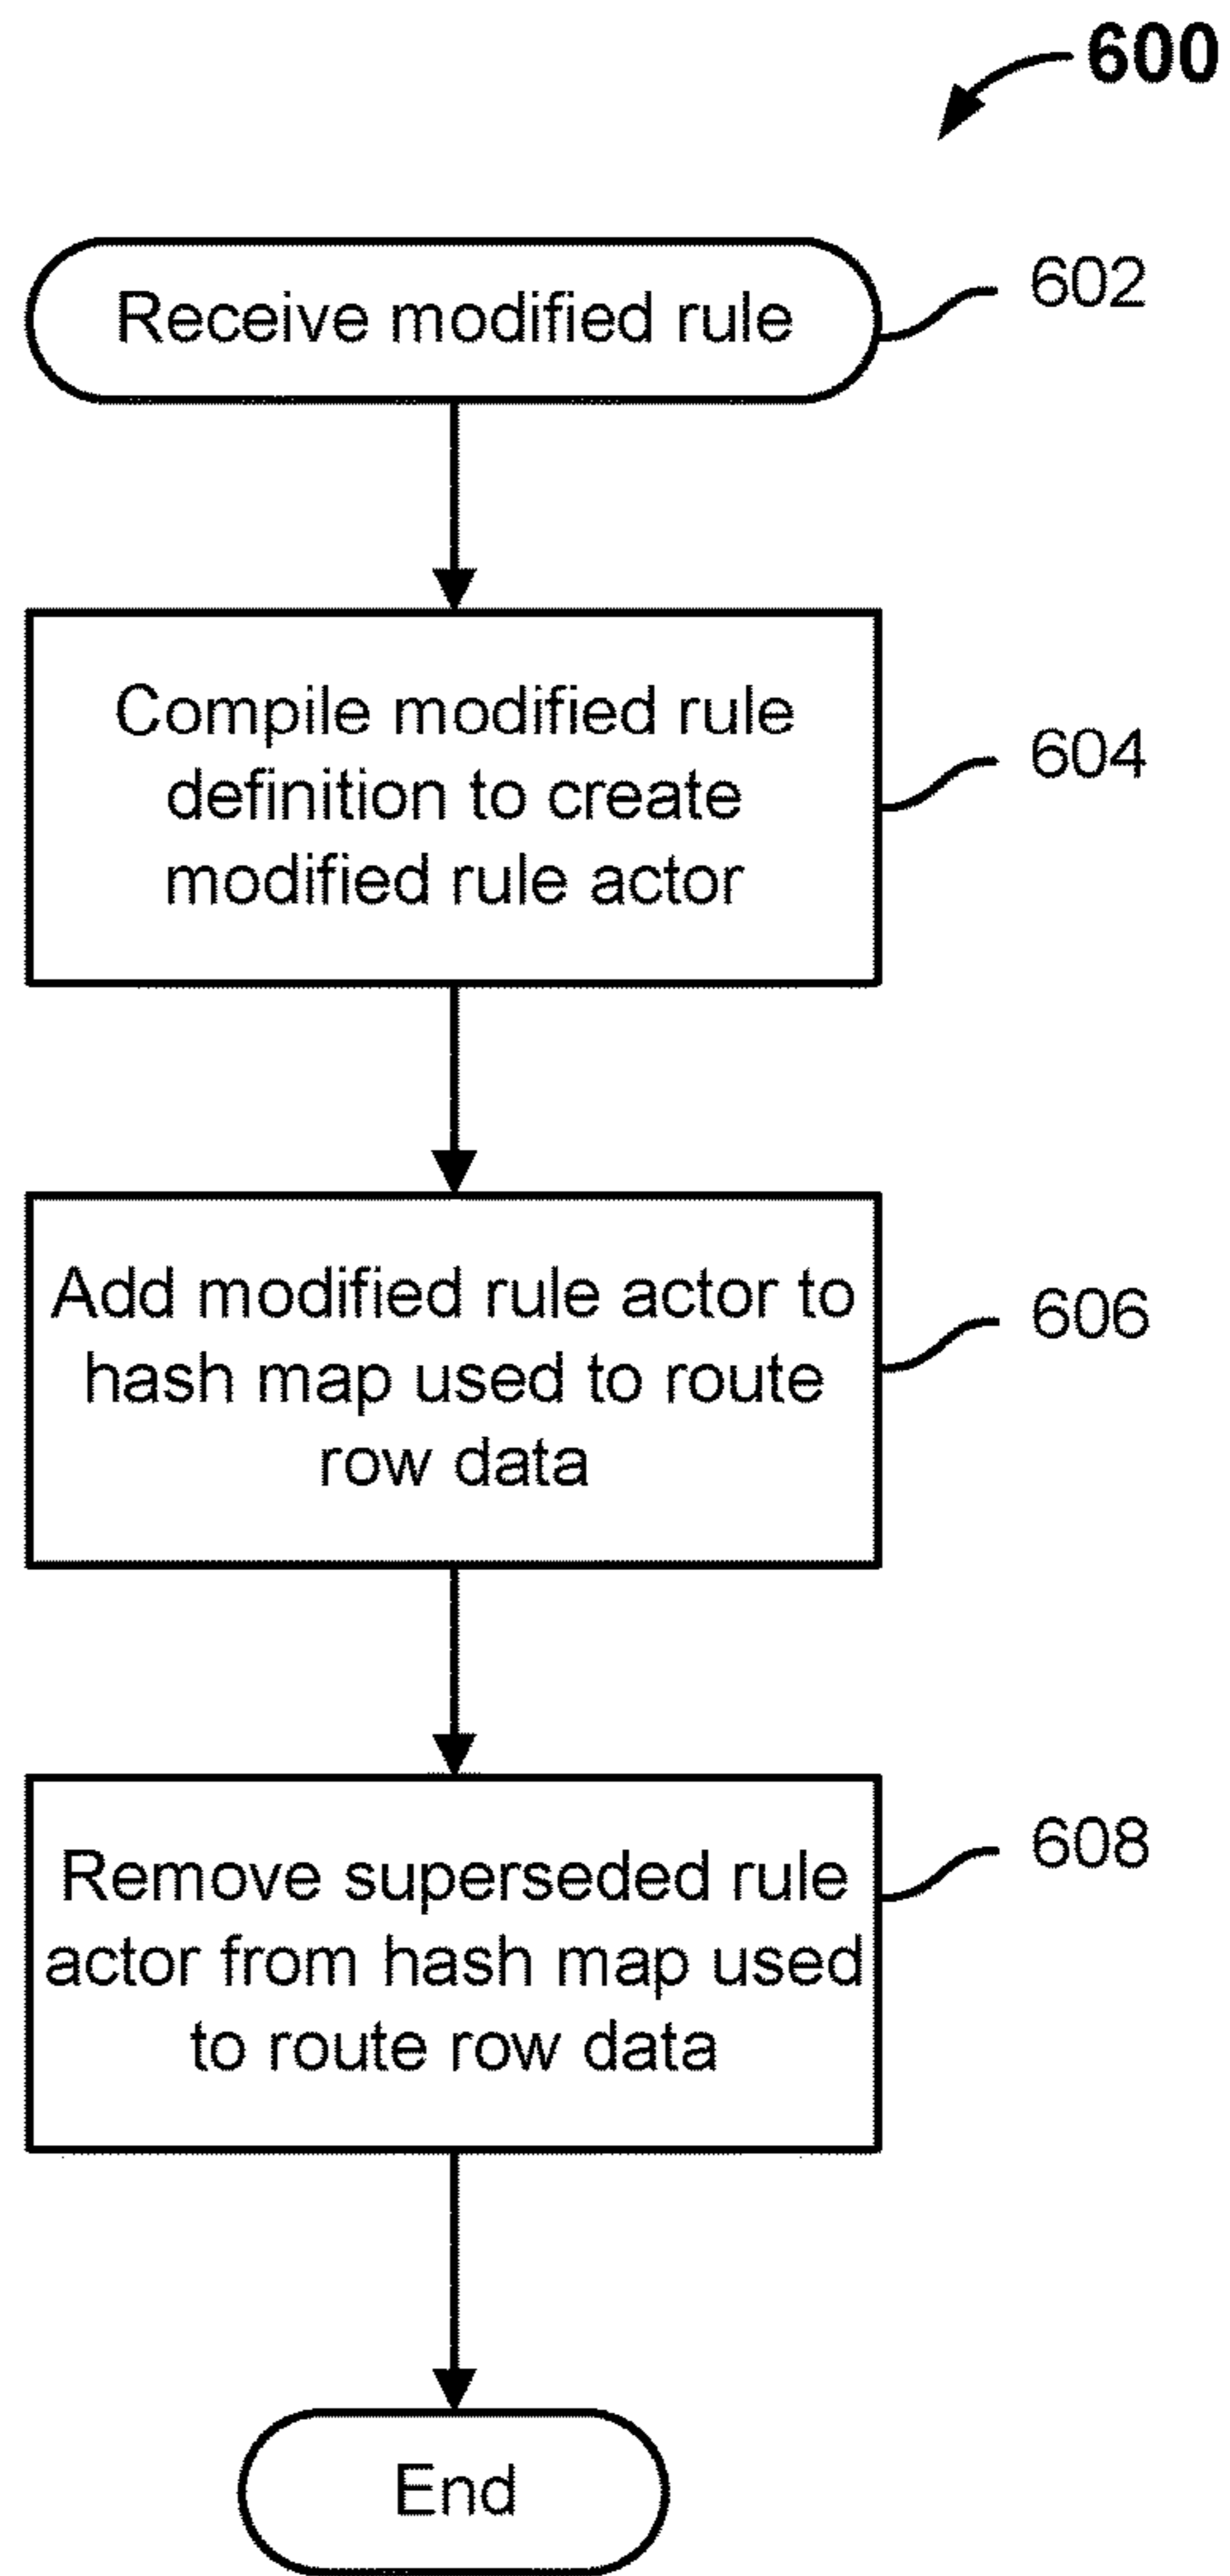 600
Receive modified rule
602
Compile modified rule
definition to create
modified rule actor
604
Add modified rule actor to
hash map used to route
row data
606
Remove superseded rule
actor from hash map used
to route row data
608
End